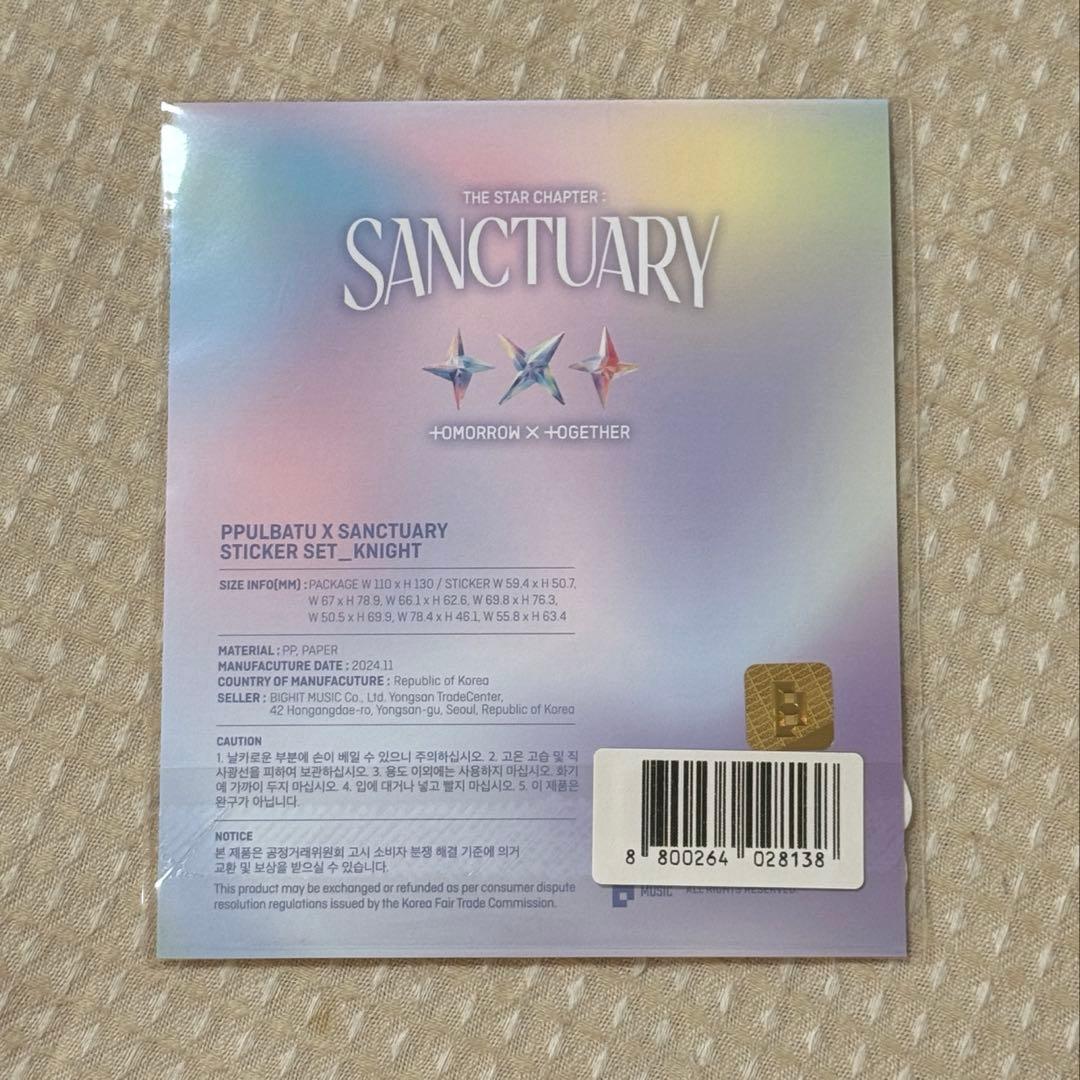 THE STAR CHAPTER :
SANCTUARY
TOMORROW X TOGETHER
PPULBATU X SANCTUARY
STICKER SET_KNIGHT
SIZE INFO(MM) : PACKAGE W 110 x H 130 / STICKER W 59.4 x H 50.7,
W 67 x H 78.9, W 66.1 x H 62.6, W 69.8 x H 76.3,
W 50.5 x H 69.9, W 78.4 x H 46.1, W 55.8 x H 63.4
MATERIAL : PP, PAPER
MANUFACUTURE DATE : 2024.11
COUNTRY OF MANUFACUTURE : Republic of Korea
SELLER : BIGHIT MUSIC Co., Ltd. Yongsan TradeCenter,
42 Hangangdae-ro, Yongsan-gu, Seoul, Republic of Korea
CAUTION
1. 날카로운 부분에 손이 베일 수 있으니 주의하십시오. 2. 고온 고습 및 직
사광선을 피하여 보관하십시오. 3. 용도 이외에는 사용하지 마십시오. 화기
에 가까이 두지 마십시오. 4. 입에 대거나 넣고 빨지 마십시오. 5. 이 제품은
완구가 아닙니다.
NOTICE
본 제품은 공정거래위원회 고시 소비자 분쟁 해결 기준에 의거
교환 및 보상을 받으실 수 있습니다.
This product may be exchanged or refunded as per consumer dispute
resolution regulations issued by the Korea Fair Trade Commission.
8 800264 028138
MUSIC ALL RIGHTS RESERVED.